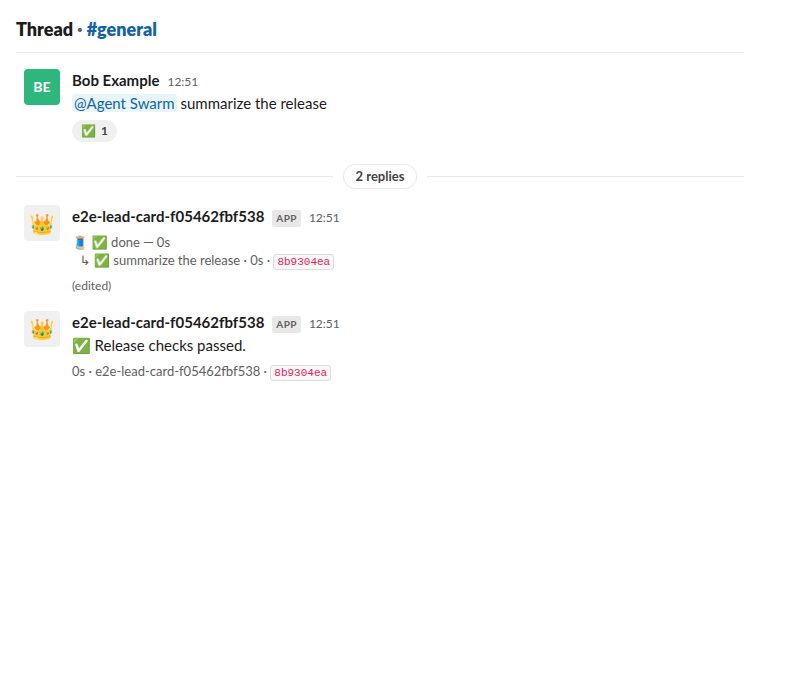 Thread • #general
BE
Bob Example 12:51
@Agent Swarm summarize the release
✅ 1
2 replies
e2e-lead-card-f05462fbf538 APP 12:51
🧵 ✅ done — 0s
↳ ✅ summarize the release · 0s · 8b9304ea
(edited)
e2e-lead-card-f05462fbf538 APP 12:51
✅ Release checks passed.
0s · e2e-lead-card-f05462fbf538 · 8b9304ea